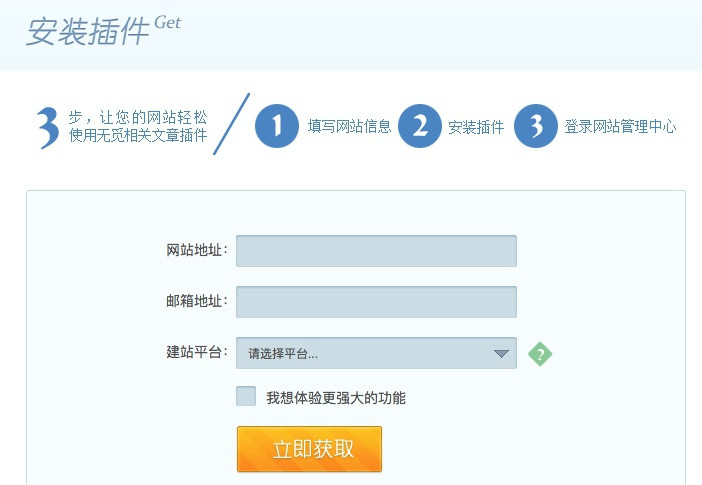 安装插件 Get
3 步，让您的网站轻松
使用无觅相关文章插件
1 填写网站信息 2 安装插件 3 登录网站管理中心
网站地址：
邮箱地址：
建站平台： 请选择平台... ?
我想体验更强大的功能
立即获取